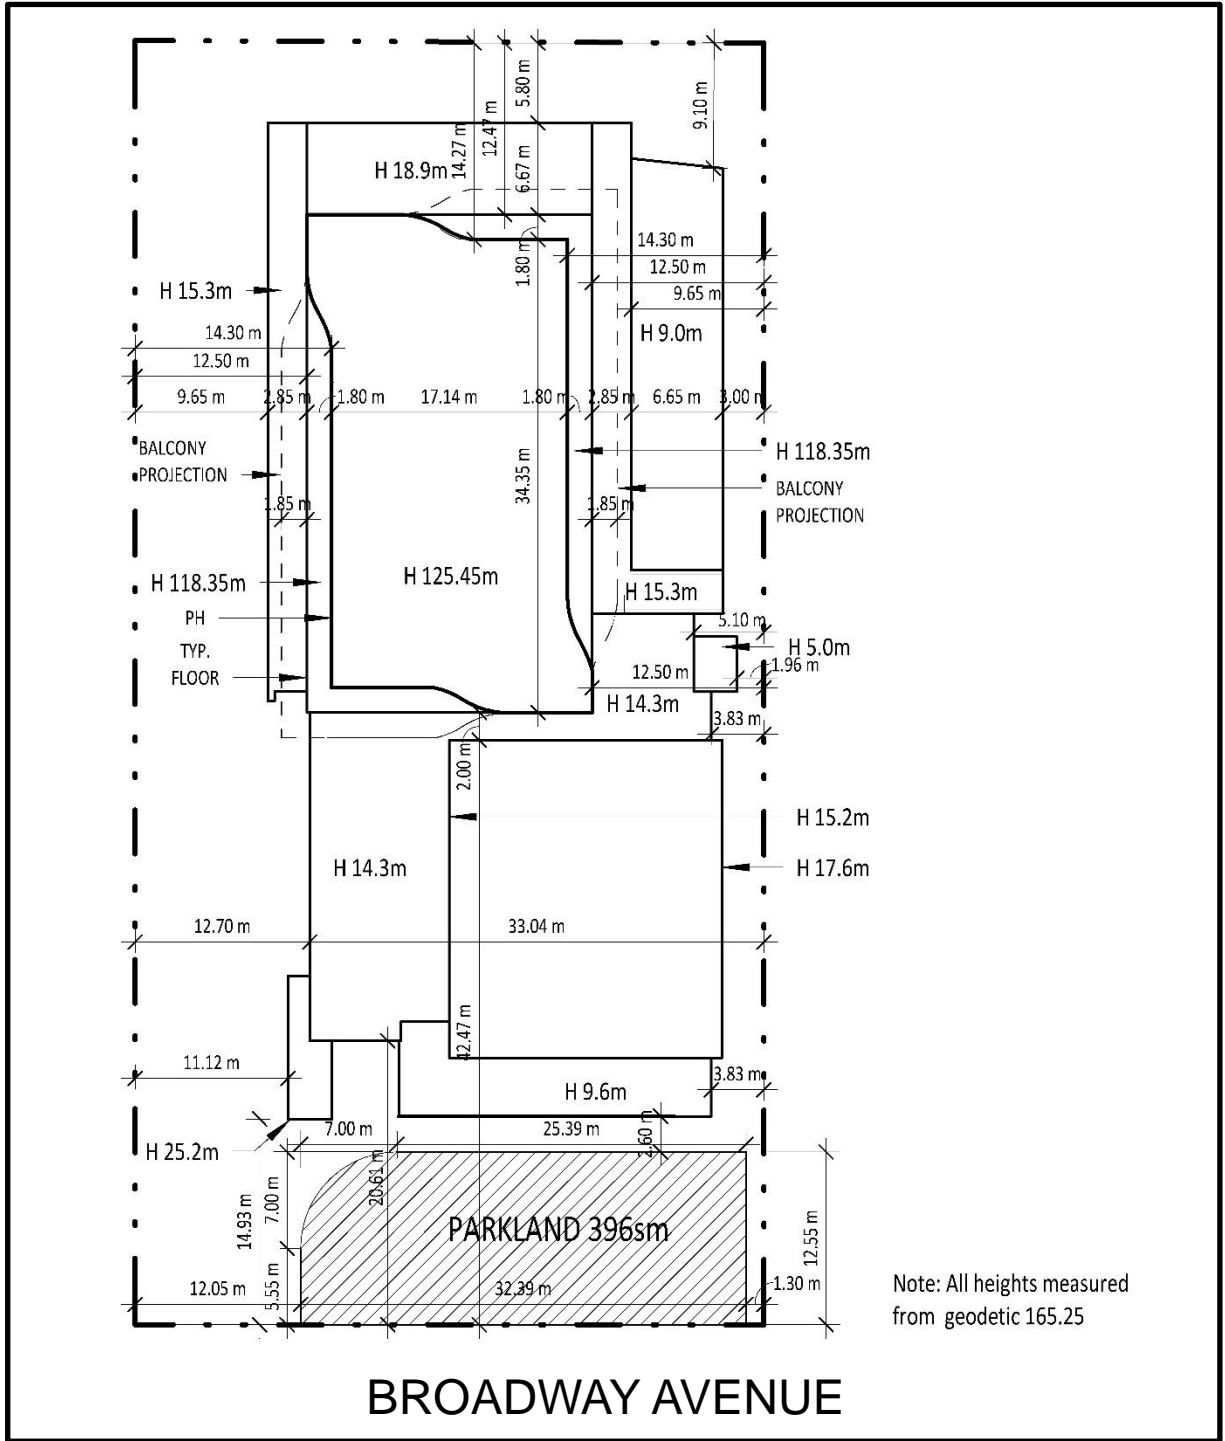 5.80 m
9.10 m
12.47 m
14.27 m
6.67 m
H 18.9m
14.30 m
1.80 m
12.50 m
H 15.3m
9.65 m
14.30 m
H 9.0m
12.50 m
9.65 m
2.85 m
1.80 m
17.14 m
1.80 m
2.85 m
6.65 m
3.00 m
BALCONY
PROJECTION
H 118.35m
34.35 m
BALCONY
PROJECTION
1.85 m
1.85 m
H 118.35m
H 125.45m
H 15.3m
PH
5.10 m
TYP.
FLOOR
H 5.0m
12.50 m
1.96 m
H 14.3m
3.83 m
2.00 m
H 15.2m
H 14.3m
H 17.6m
12.70 m
33.04 m
42.47 m
11.12 m
3.83 m
H 9.6m
7.00 m
25.39 m
H 25.2m
20.61 m
14.93 m
7.00 m
PARKLAND 396sm
12.55 m
12.05 m
5.55 m
32.39 m
1.30 m
Note: All heights measured
from geodetic 165.25
BROADWAY AVENUE